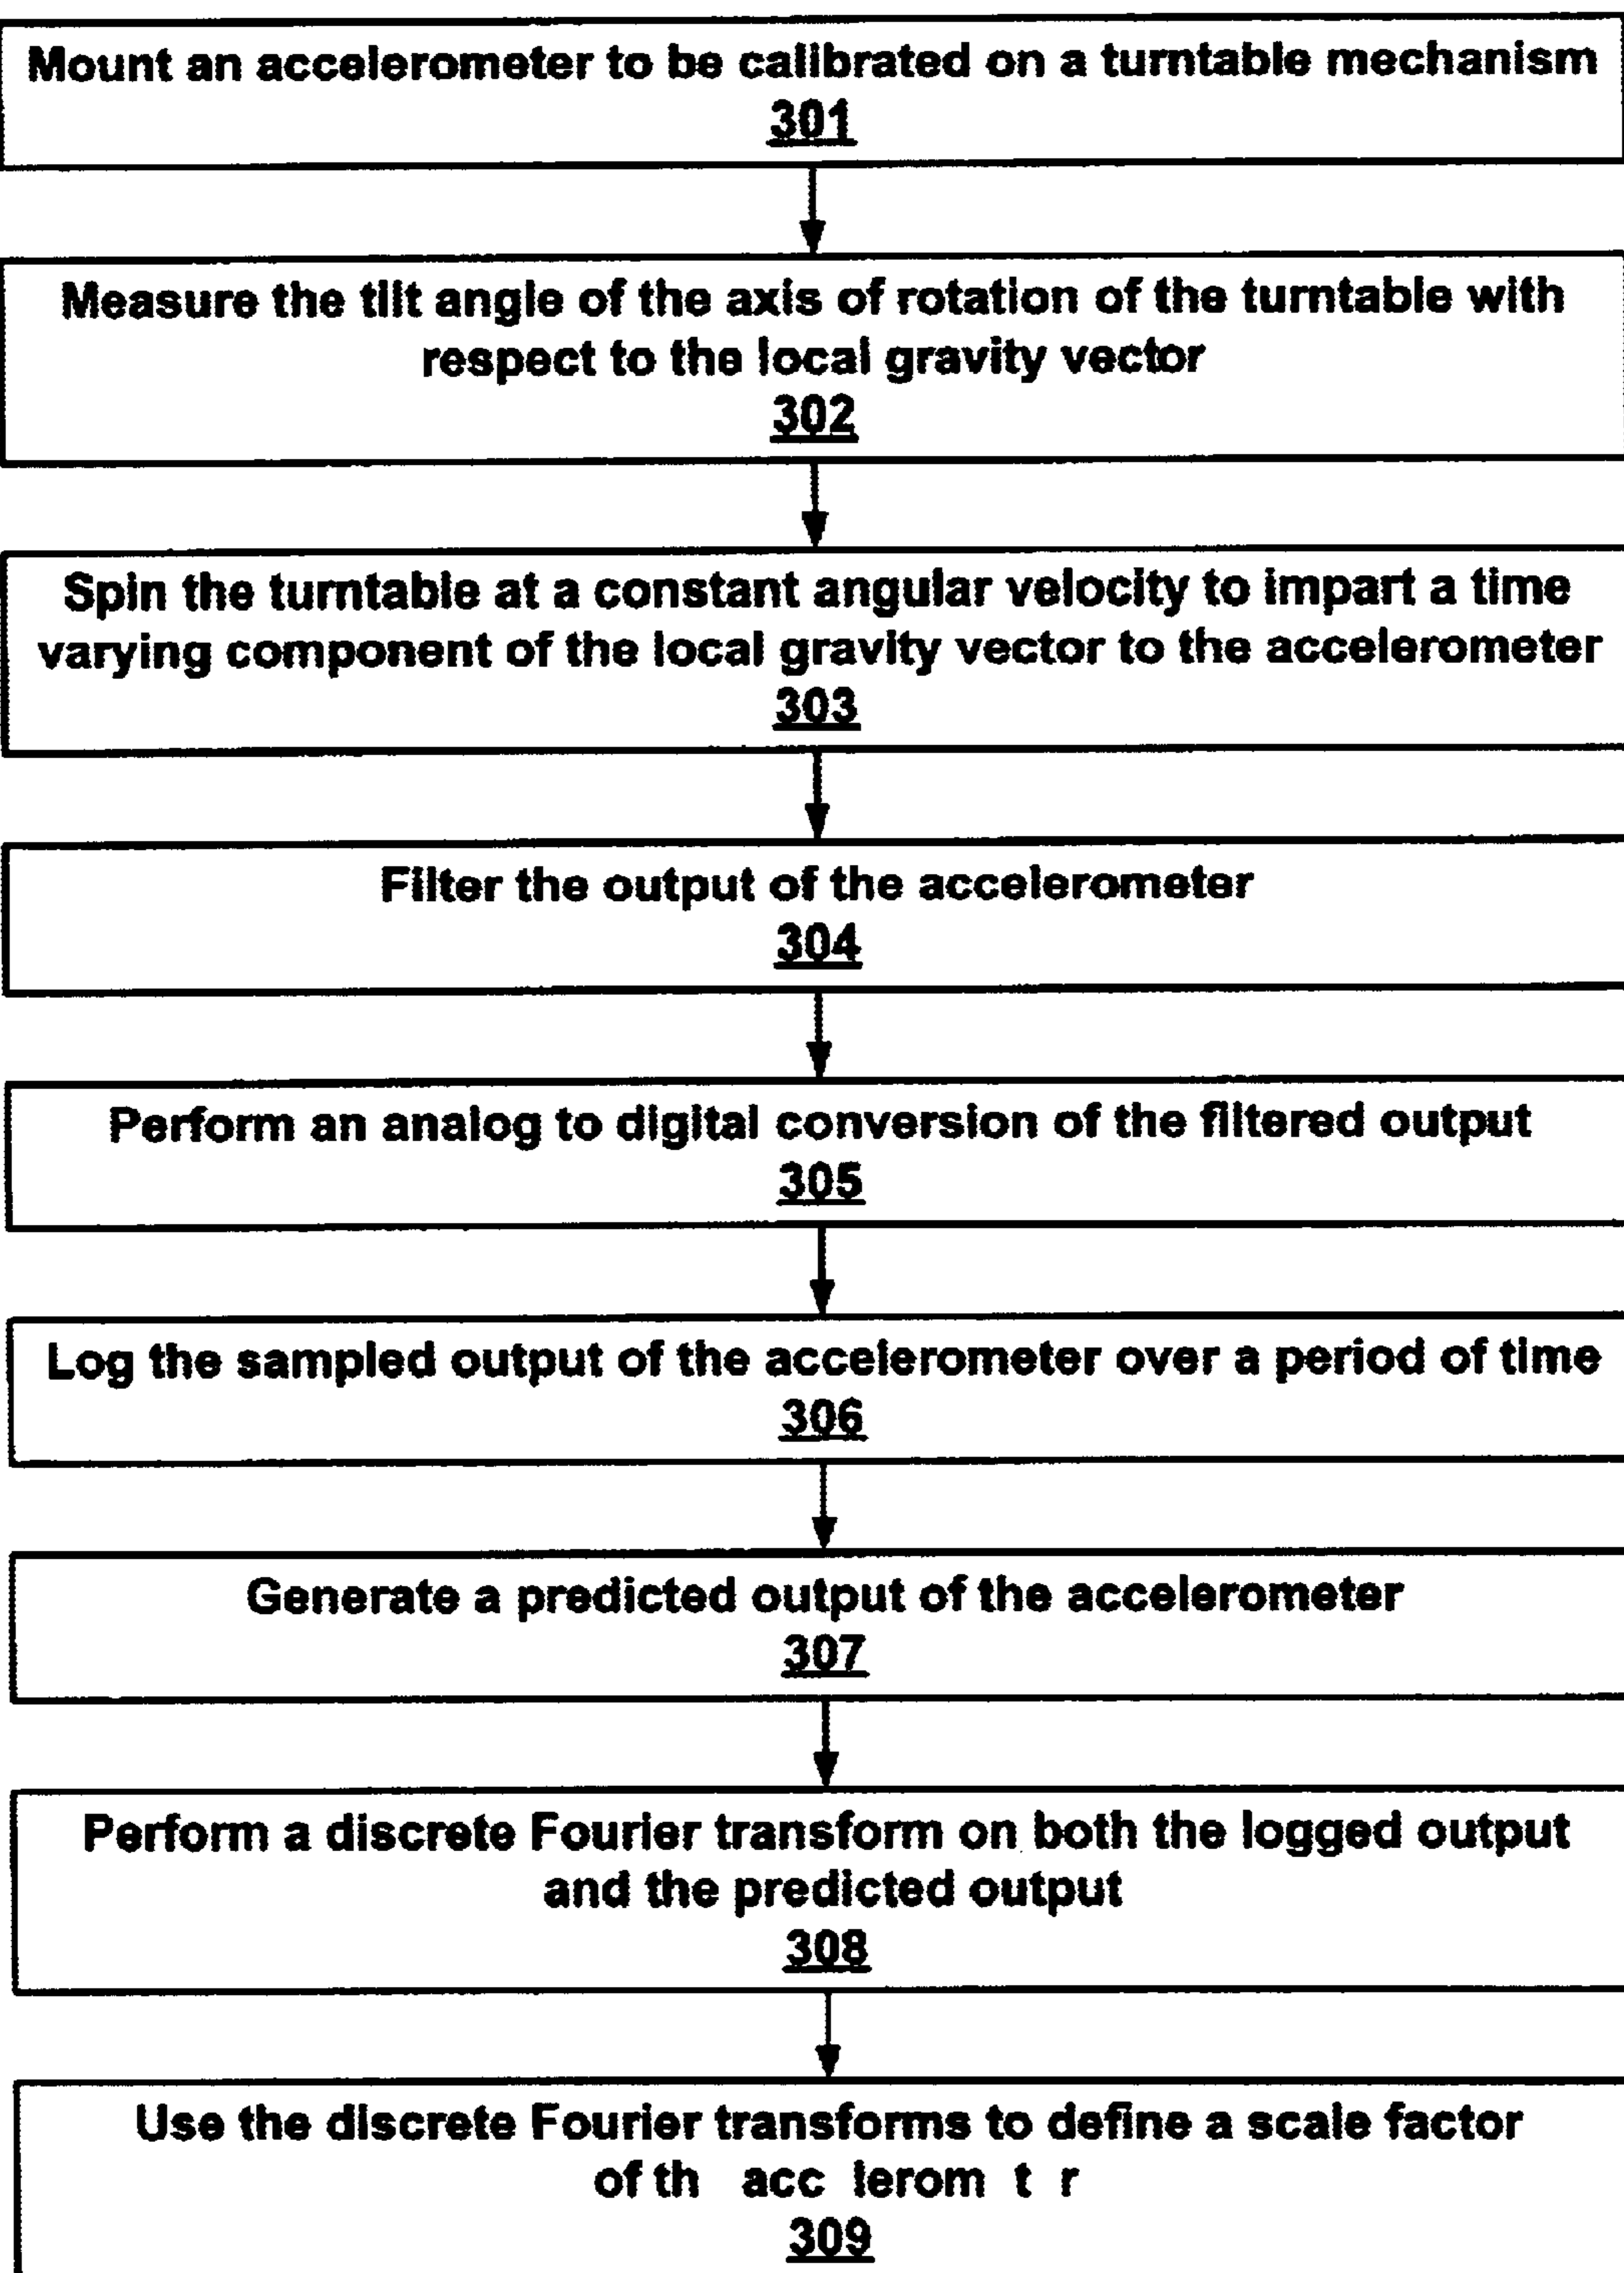 Mount an accelerometer to be calibrated on a turntable mechanism
301
Measure the tilt angle of the axis of rotation of the turntable with
respect to the local gravity vector
302
Spin the turntable at a constant angular velocity to impart a time
varying component of the local gravity vector to the accelerometer
303
Filter the output of the accelerometer
304
Perform an analog to digital conversion of the filtered output
305
Log the sampled output of the accelerometer over a period of time
306
Generate a predicted output of the accelerometer
307
Perform a discrete Fourier transform on both the logged output
and the predicted output
308
Use the discrete Fourier transforms to define a scale factor
of th acc lerom t r
309